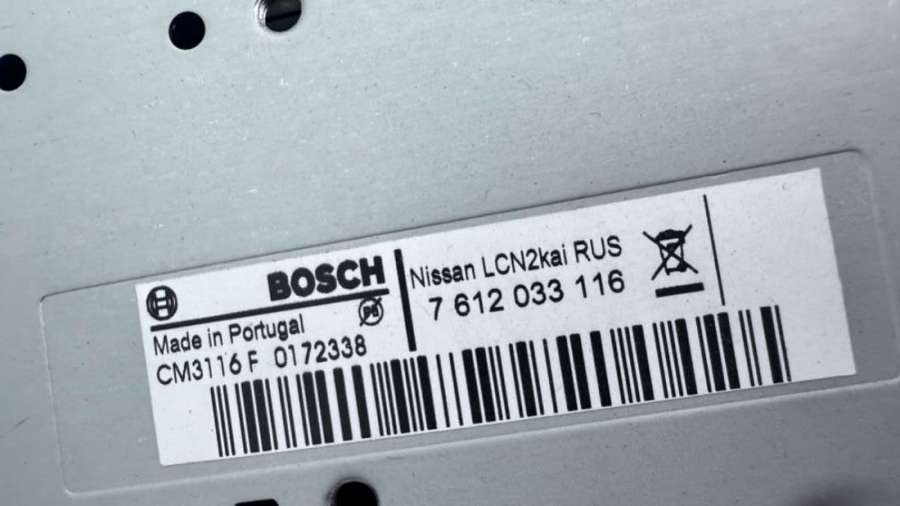 BOSCH
Made in Portugal
CM3116 F 0172338
Nissan LCN2kai RUS
7 612 033 116